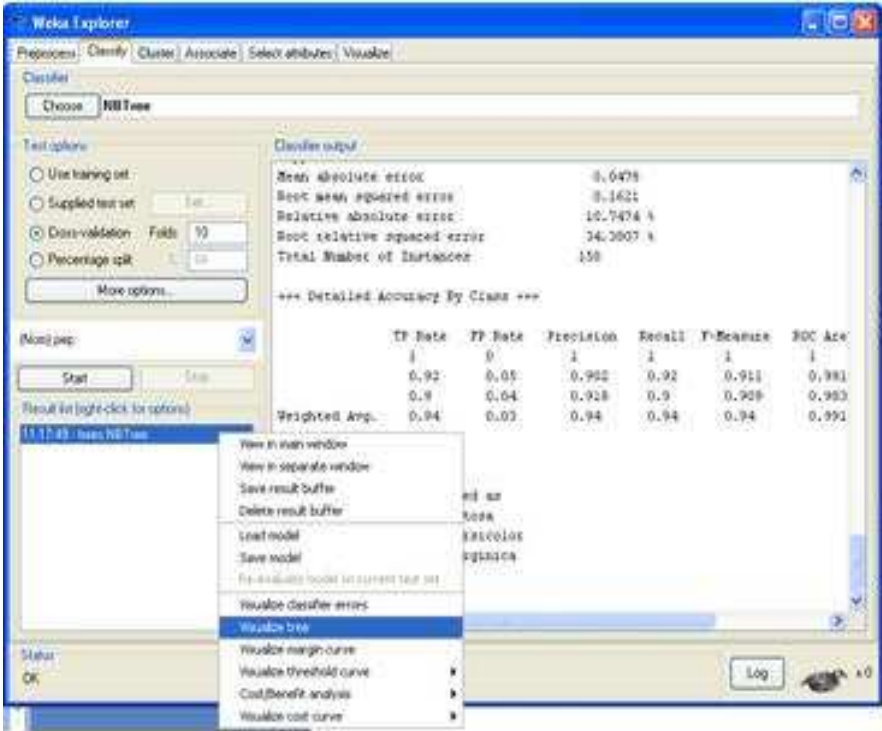 Weka Explorer
Preprocess Classify Cluster Associate Select attributes Visualize
Classifier
Choose NBTree
Test options
Use training set
Supplied test set Set...
Cross-validation Folds 10
Percentage split %
More options...
(Nom) pep
Start Stop
Result list (right-click for options)
11:17:49 - trees.NBTree
Classifier output
Mean absolute error 0.0479
Root mean squared error 0.1621
Relative absolute error 10.7474 %
Root relative squared error 34.3907 %
Total Number of Instances 150
=== Detailed Accuracy By Class ===
TP Rate FP Rate Precision Recall F-Measure ROC Are
1 0 1 1 1 1
0.92 0.05 0.902 0.92 0.911 0.981
0.9 0.04 0.918 0.9 0.909 0.983
Weighted Avg. 0.94 0.03 0.94 0.94 0.94 0.991
ed as
tosa
rsicolor
rginica
View in main window
View in separate window
Save result buffer
Delete result buffer
Load model
Save model
Re-evaluate model on current test set
Visualize classifier errors
Visualize tree
Visualize margin curve
Visualize threshold curve
Cost/Benefit analysis
Visualize cost curve
Status
OK
Log
x 0